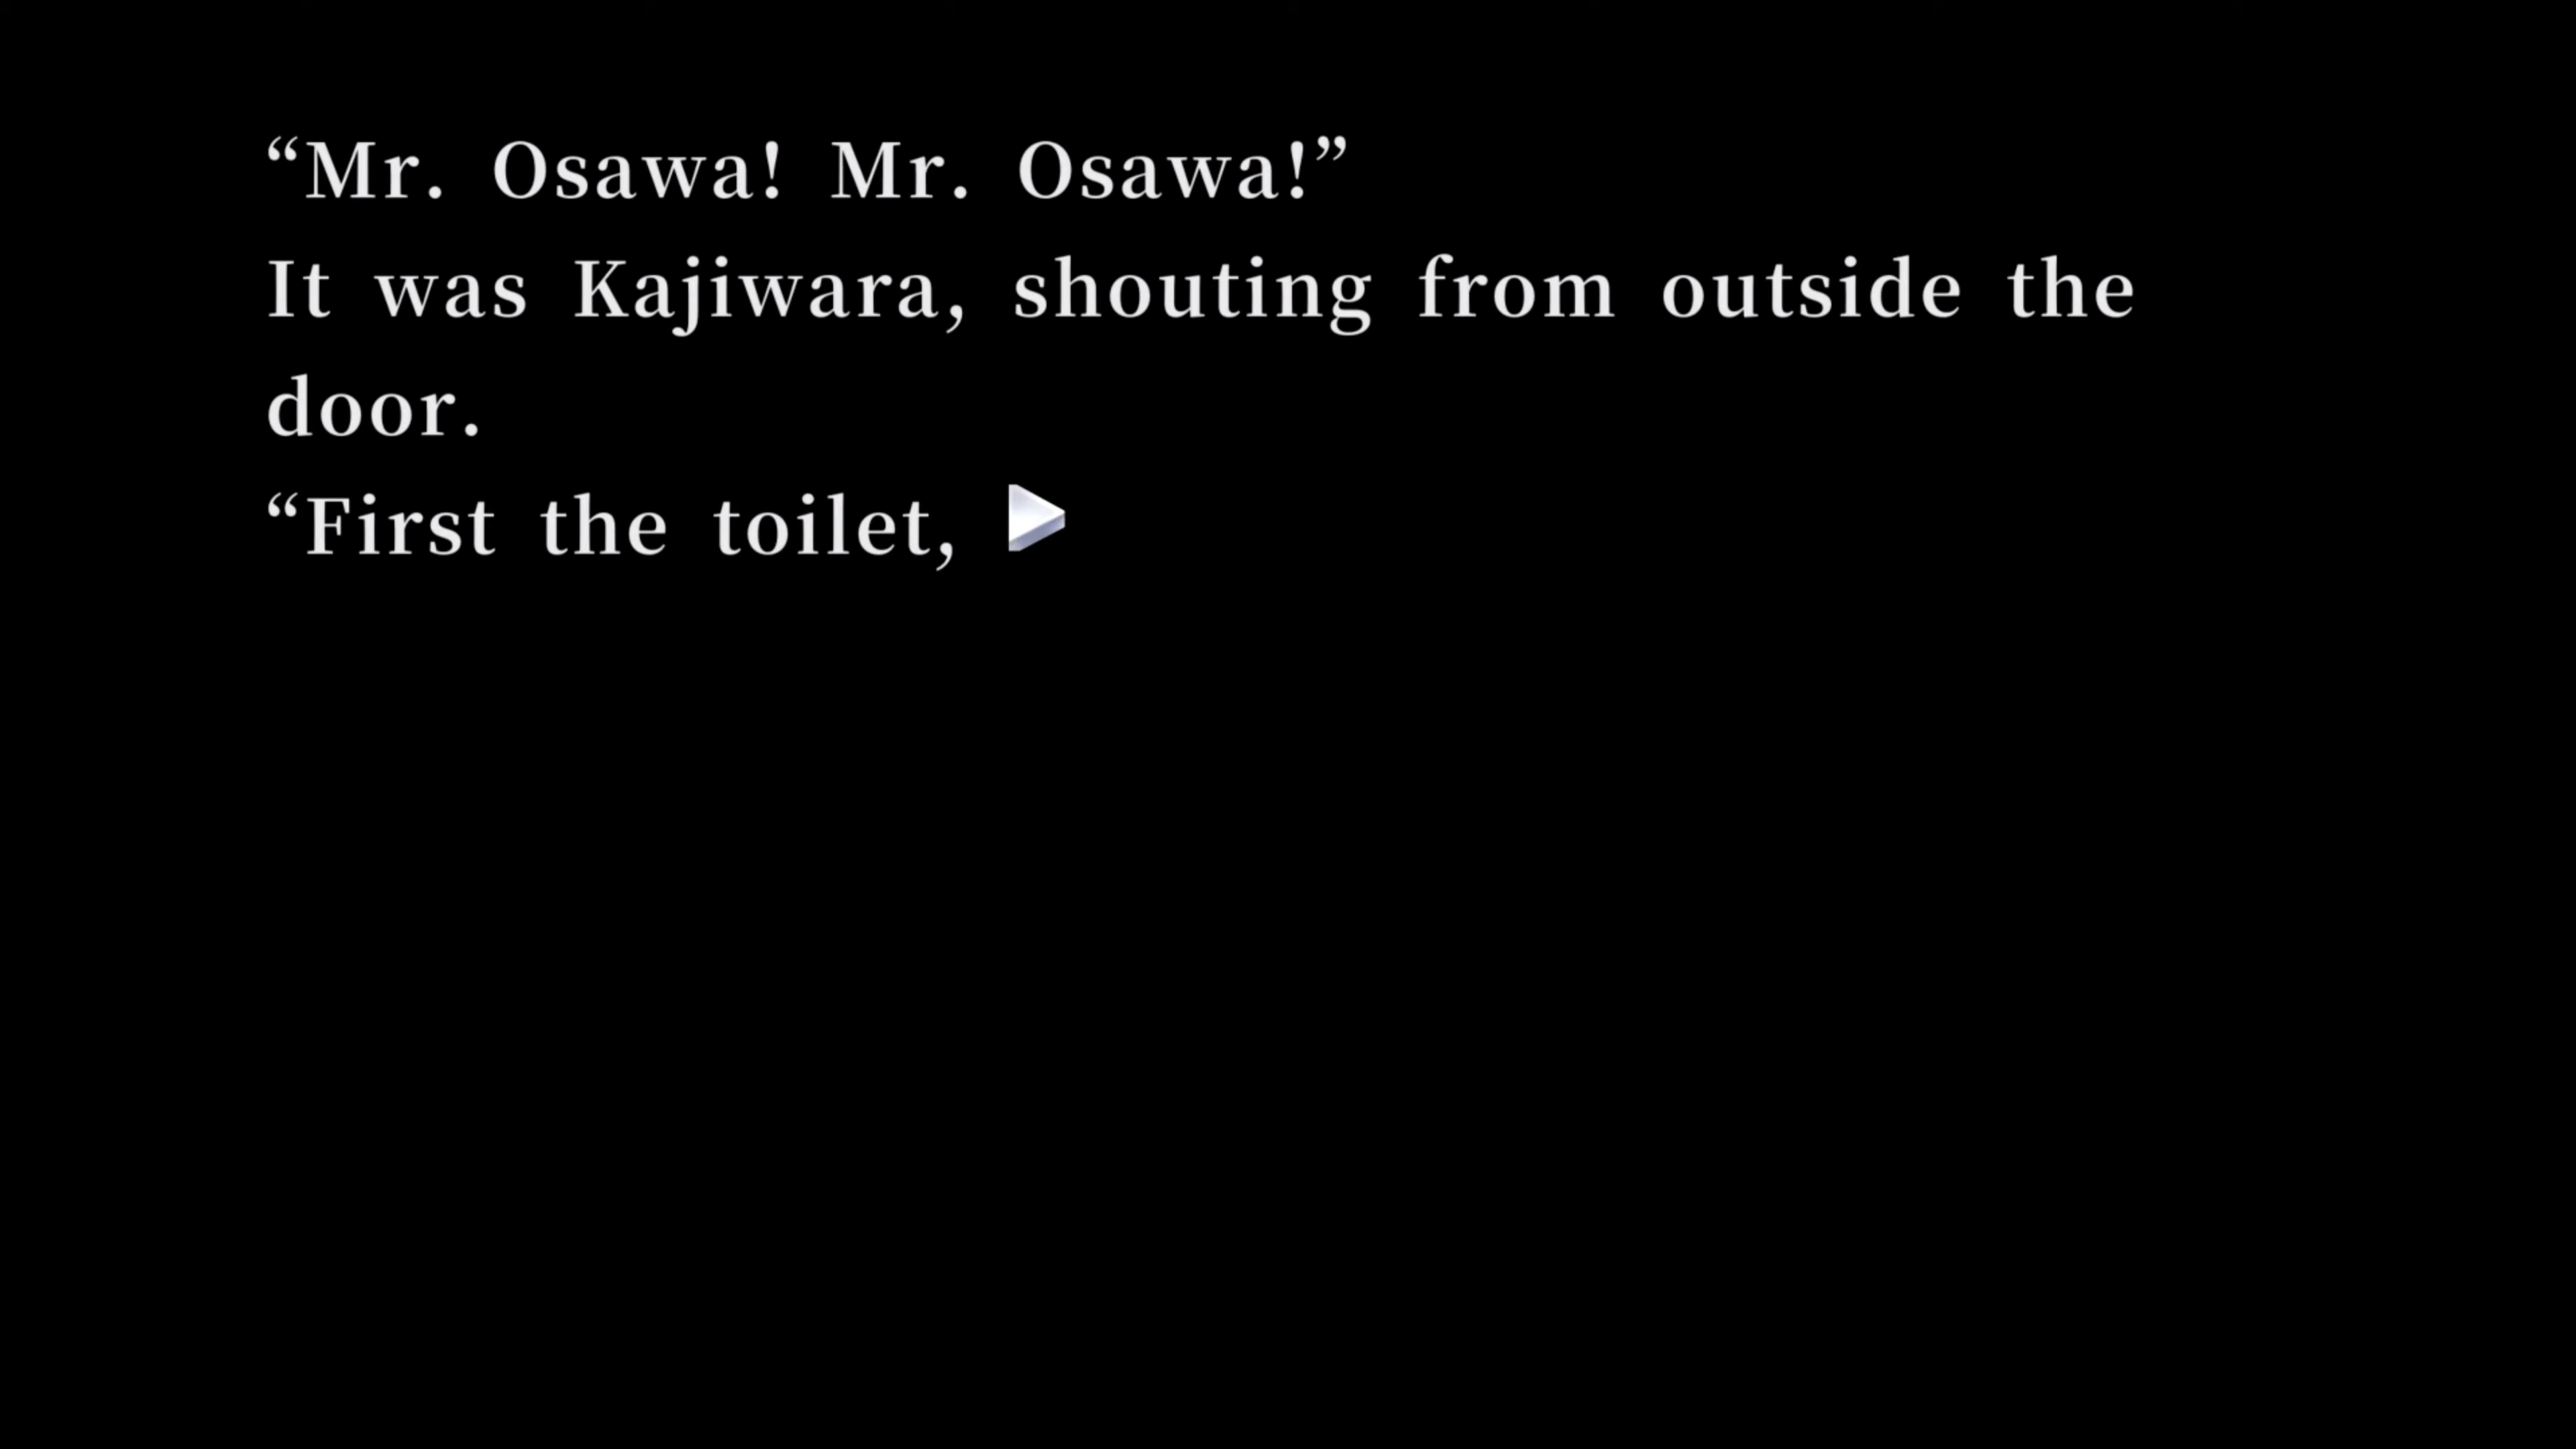 “Mr. Osawa! Mr. Osawa!”
It was Kajiwara, shouting from outside the
door.
“First the toilet,